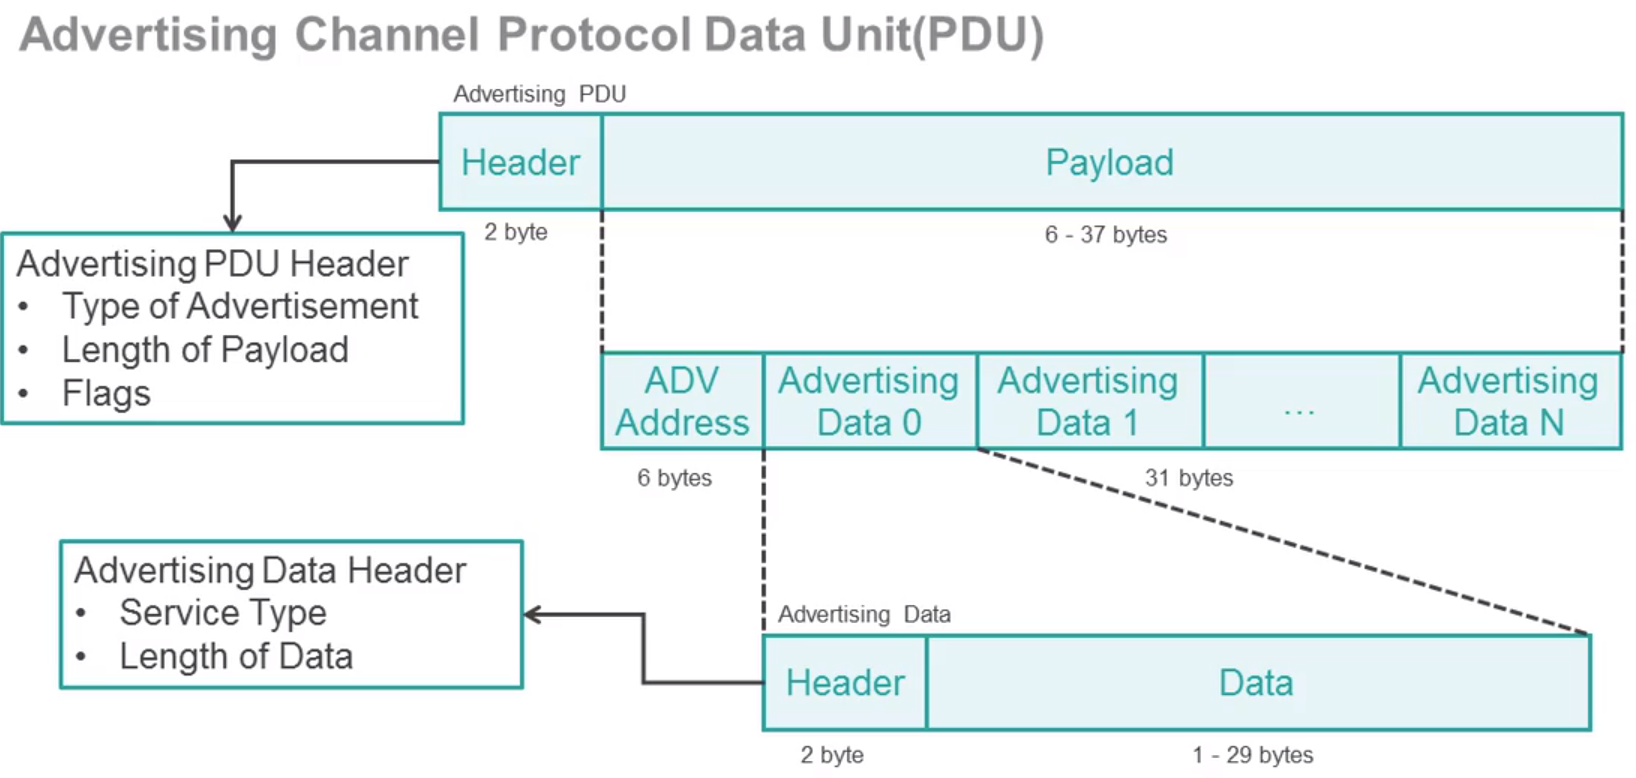 Advertising Channel Protocol Data Unit(PDU)
Advertising PDU
Header
Payload
2 byte
6 - 37 bytes
Advertising PDU Header
• Type of Advertisement
• Length of Payload
• Flags
ADV
Address
Advertising
Data 0
Advertising
Data 1
...
Advertising
Data N
6 bytes
31 bytes
Advertising Data Header
• Service Type
• Length of Data
Advertising Data
Header
Data
2 byte
1 - 29 bytes